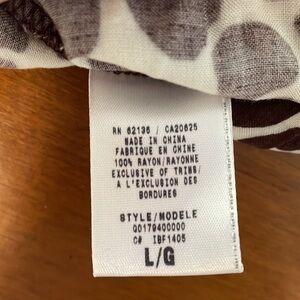 RN 62136 / CA20625
MADE IN CHINA
FABRIQUE EN CHINE
100% RAYON/RAYONNE
EXCLUSIVE OF TRIMS/
A L'EXCLUSION DES
BORDURES
STYLE/MODELE
Q0179400000
C# IBF1405
L/G